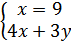 x = 9
4x + 3y